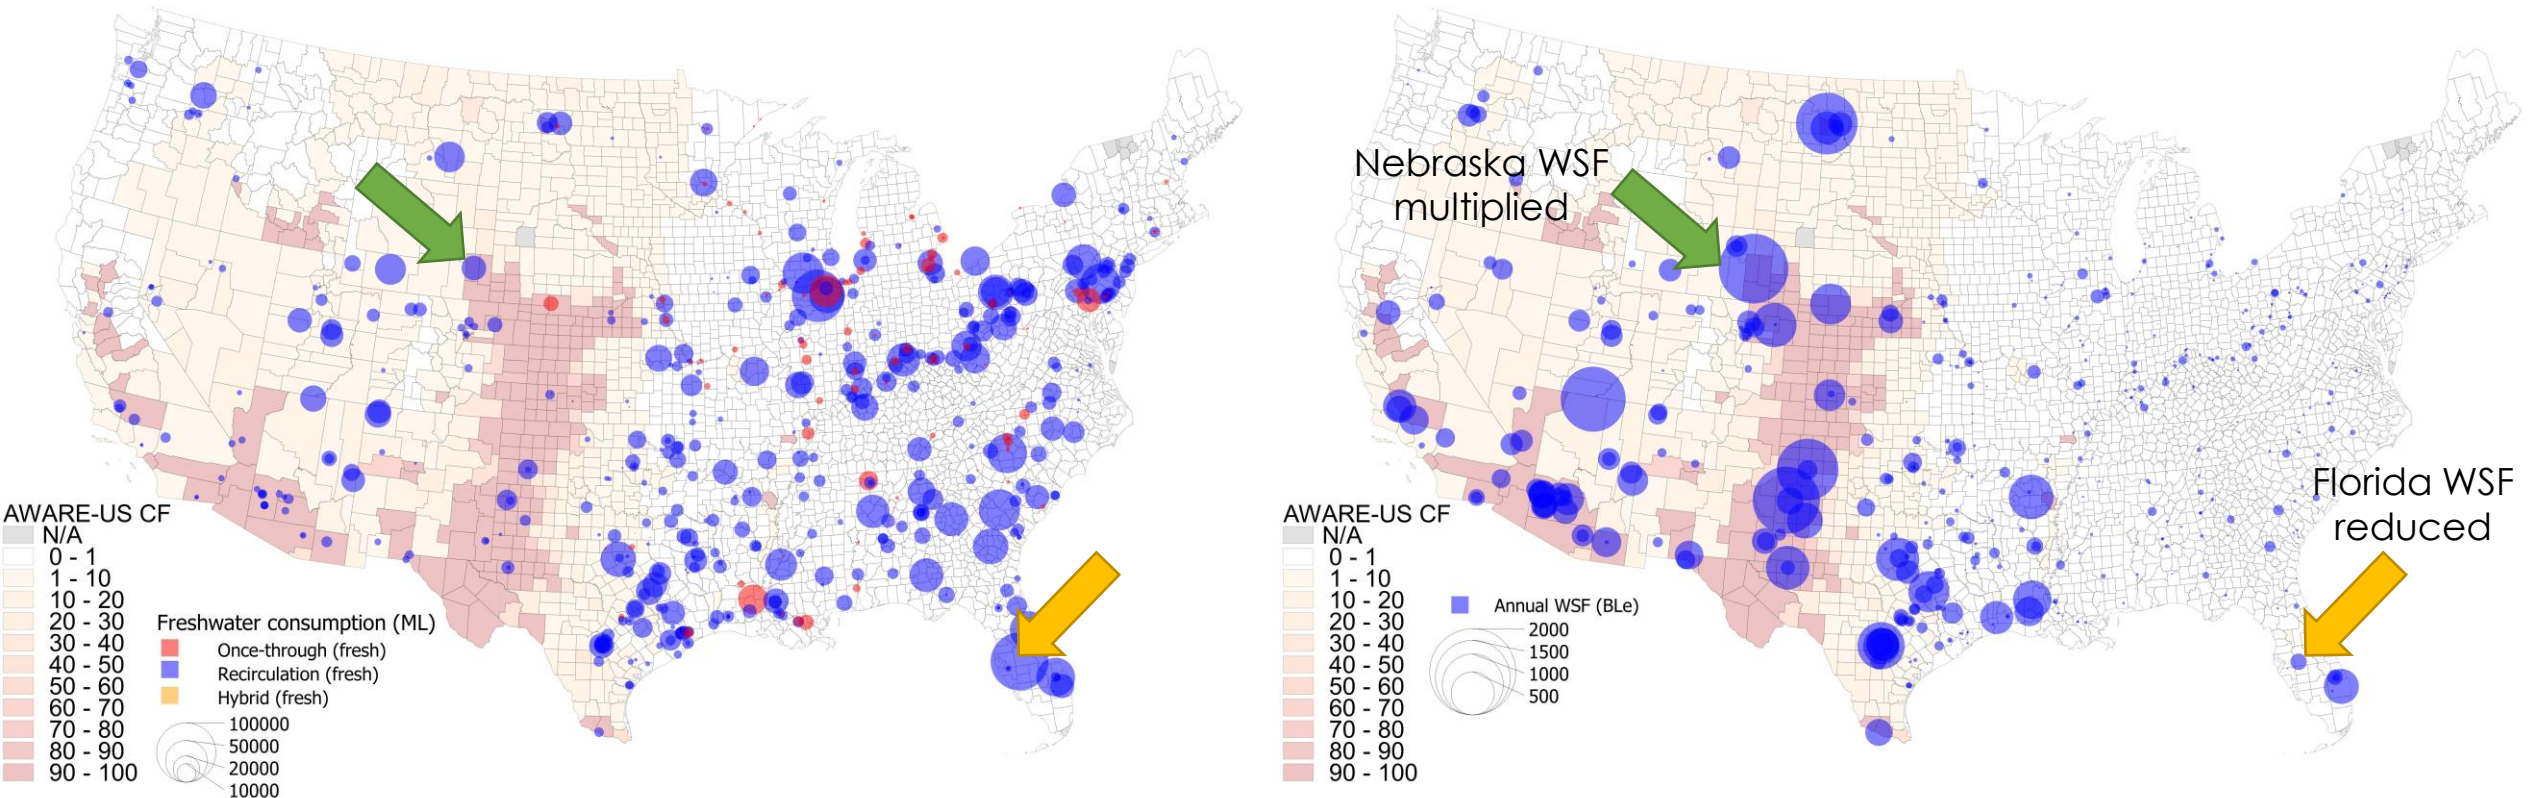 AWARE-US CF
N/A
0 - 1
1 - 10
10 - 20
20 - 30
30 - 40
40 - 50
50 - 60
60 - 70
70 - 80
80 - 90
90 - 100
Freshwater consumption (ML)
Once-through (fresh)
Recirculation (fresh)
Hybrid (fresh)
100000
50000
20000
10000
Nebraska WSF
multiplied
Florida WSF
reduced
AWARE-US CF
N/A
0 - 1
1 - 10
10 - 20
20 - 30
30 - 40
40 - 50
50 - 60
60 - 70
70 - 80
80 - 90
90 - 100
Annual WSF (BLe)
2000
1500
1000
500